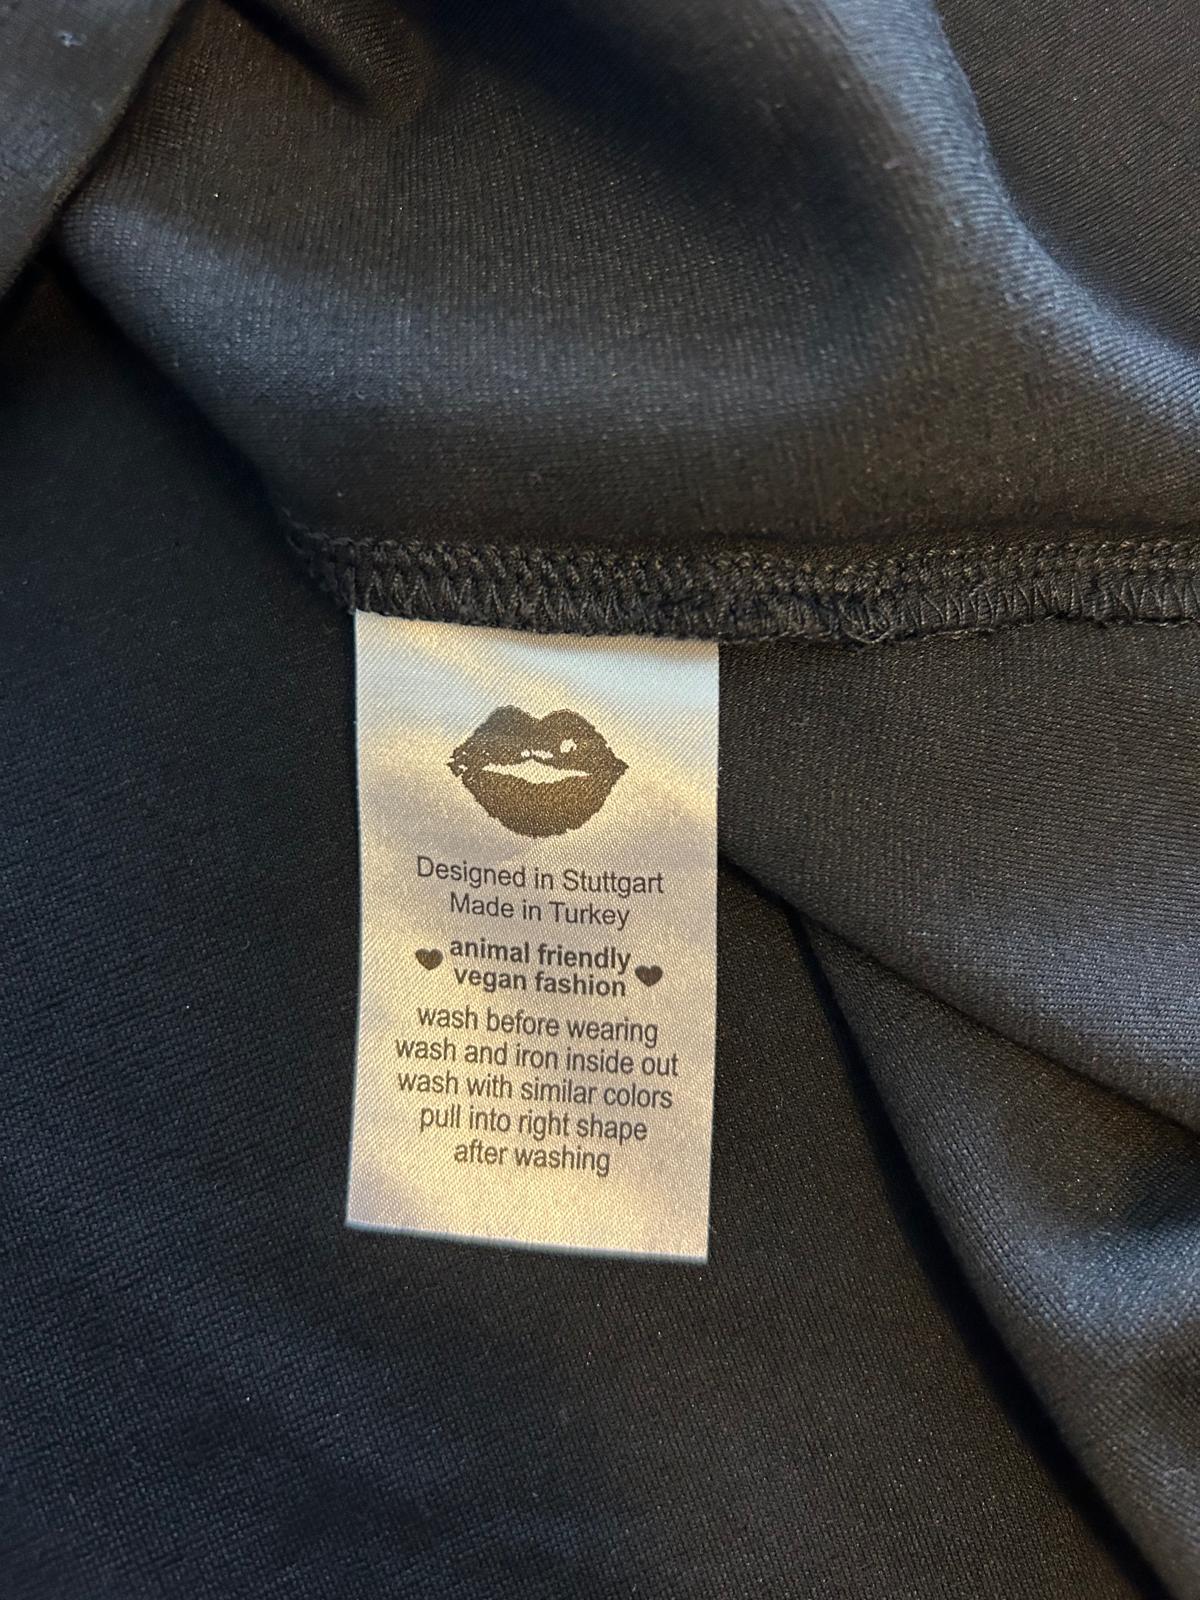 Designed in Stuttgart
Made in Turkey
animal friendly
vegan fashion
wash before wearing
wash and iron inside out
wash with similar colors
pull into right shape
after washing